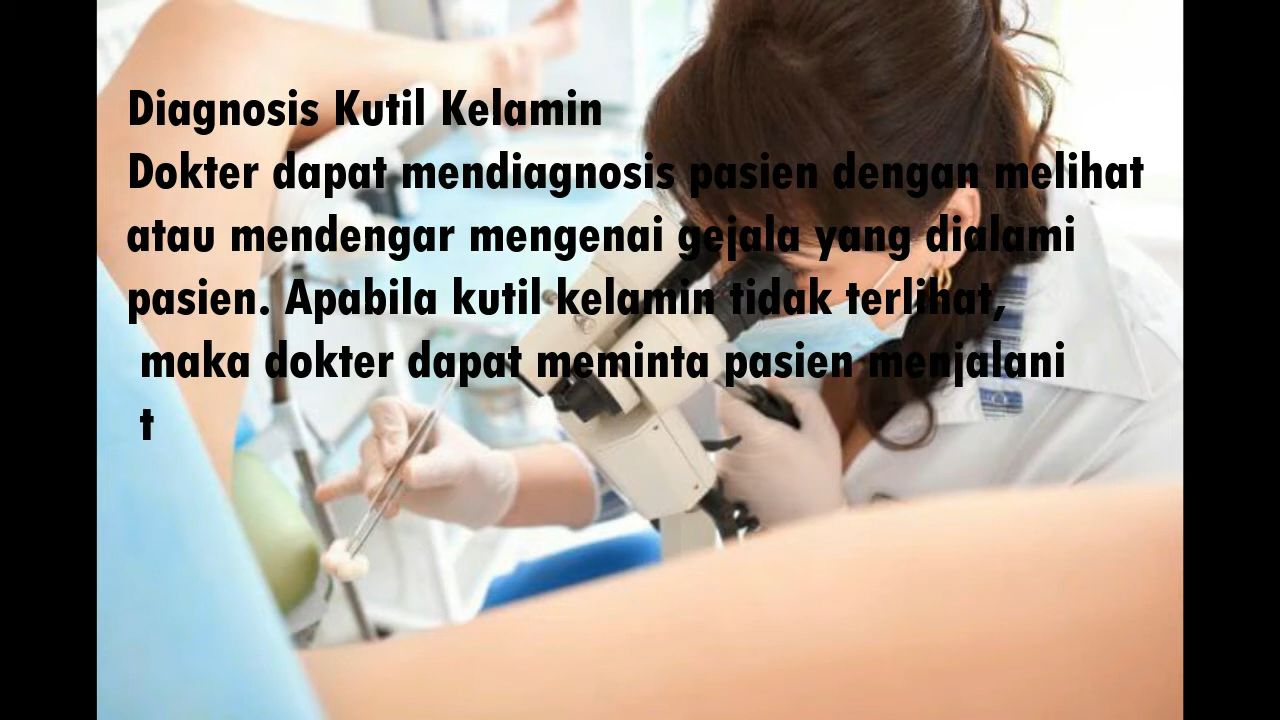 Diagnosis Kutil Kelamin
Dokter dapat mendiagnosis pasien dengan melihat
atau mendengar mengenai gejala yang dialami
pasien. Apabila kutil kelamin tidak terlihat,
maka dokter dapat meminta pasien menjalani
t